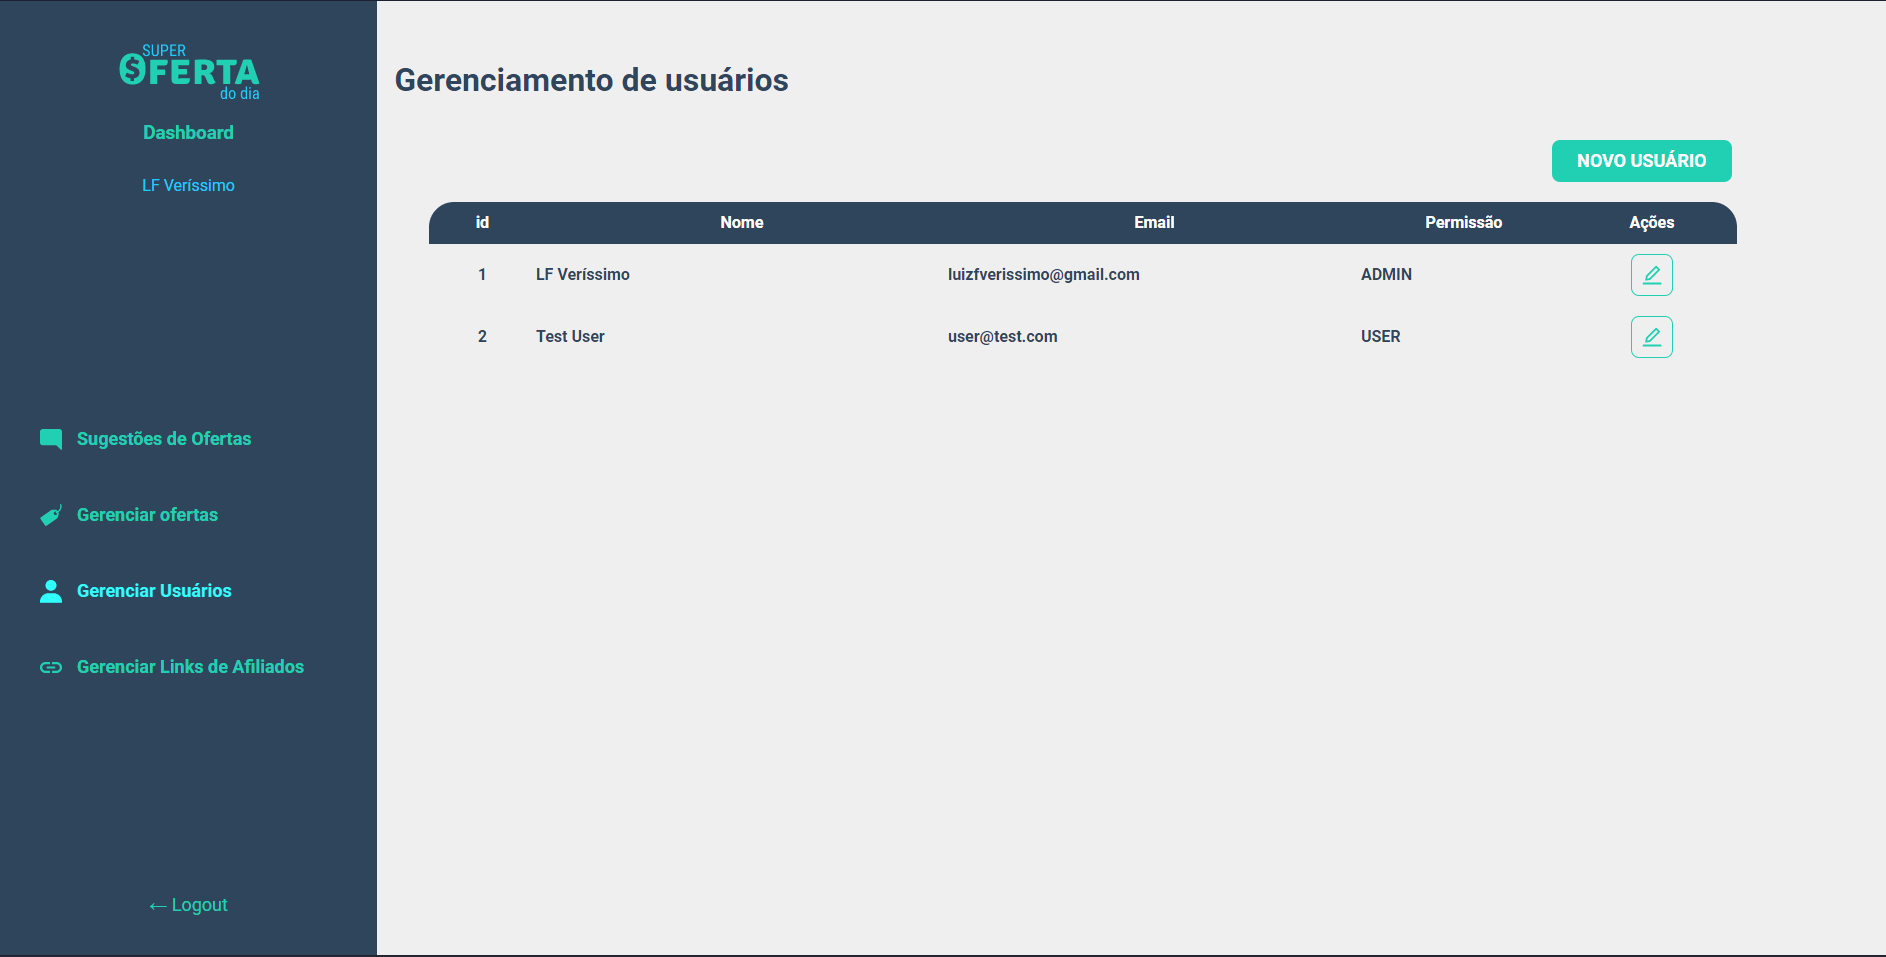 SUPER
OFERTA
do dia
Dashboard
LF Veríssimo
Sugestões de Ofertas
Gerenciar ofertas
Gerenciar Usuários
Gerenciar Links de Afiliados
← Logout
Gerenciamento de usuários
NOVO USUÁRIO
id Nome Email Permissão Ações
1 LF Veríssimo luizfverissimo@gmail.com ADMIN
2 Test User user@test.com USER